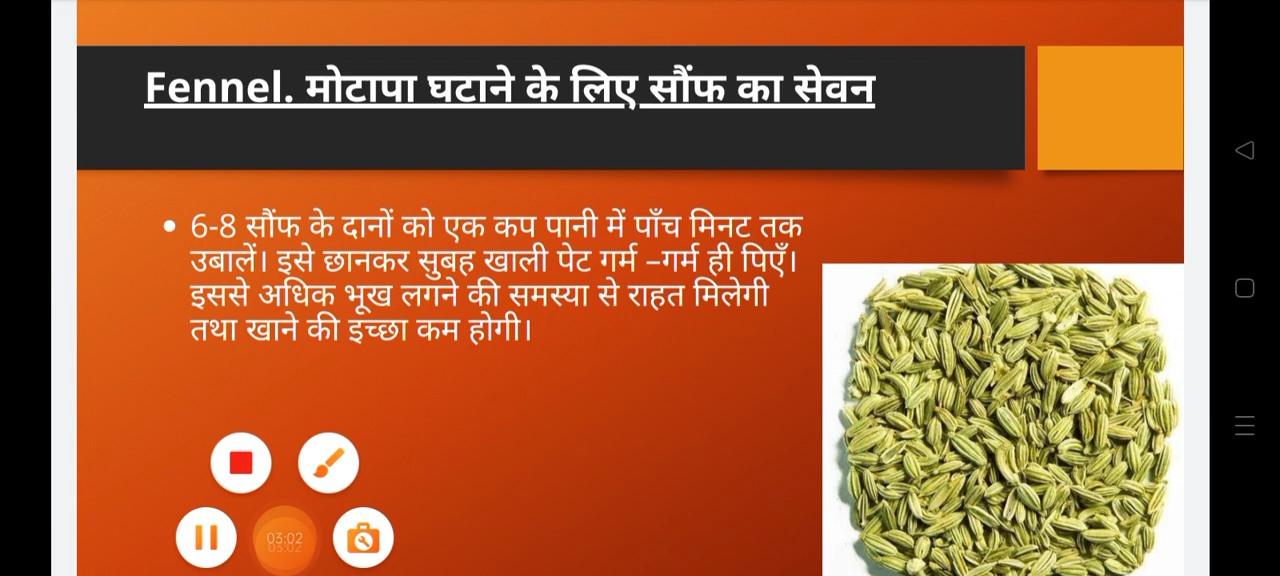 Fennel. मोटापा घटाने के लिए सौंफ का सेवन
6-8 सौंफ के दानों को एक कप पानी में पाँच मिनट तक
उबालें। इसे छानकर सुबह खाली पेट गर्म –गर्म ही पिएँ।
इससे अधिक भूख लगने की समस्या से राहत मिलेगी
तथा खाने की इच्छा कम होगी।
03:02